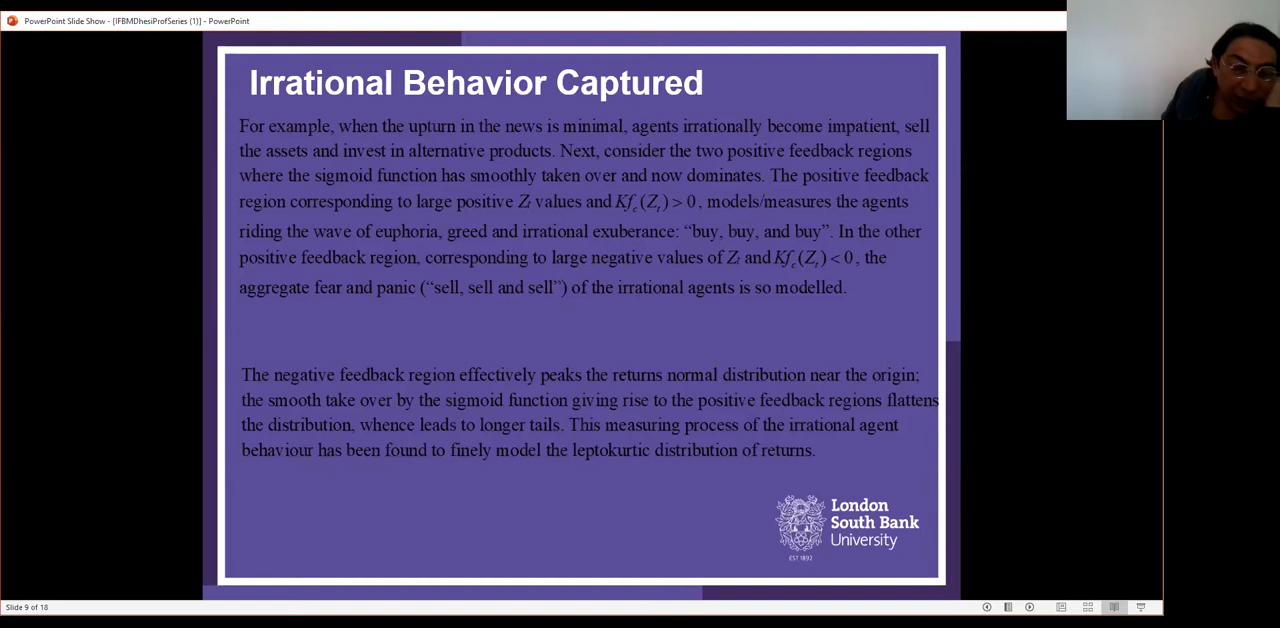 PowerPoint Slide Show - [IFBMDhesiProfSeries (1)] - PowerPoint
Irrational Behavior Captured
For example, when the upturn in the news is minimal, agents irrationally become impatient, sell
the assets and invest in alternative products. Next, consider the two positive feedback regions
where the sigmoid function has smoothly taken over and now dominates. The positive feedback
region corresponding to large positive Zₜ values and Kf꜀(Zₜ) > 0, models/measures the agents
riding the wave of euphoria, greed and irrational exuberance: “buy, buy, and buy”. In the other
positive feedback region, corresponding to large negative values of Zₜ and Kf꜀(Zₜ) < 0, the
aggregate fear and panic (“sell, sell and sell”) of the irrational agents is so modelled.
The negative feedback region effectively peaks the returns normal distribution near the origin;
the smooth take over by the sigmoid function giving rise to the positive feedback regions flattens
the distribution, whence leads to longer tails. This measuring process of the irrational agent
behaviour has been found to finely model the leptokurtic distribution of returns.
London
South Bank
University
EST 1892
Slide 9 of 18